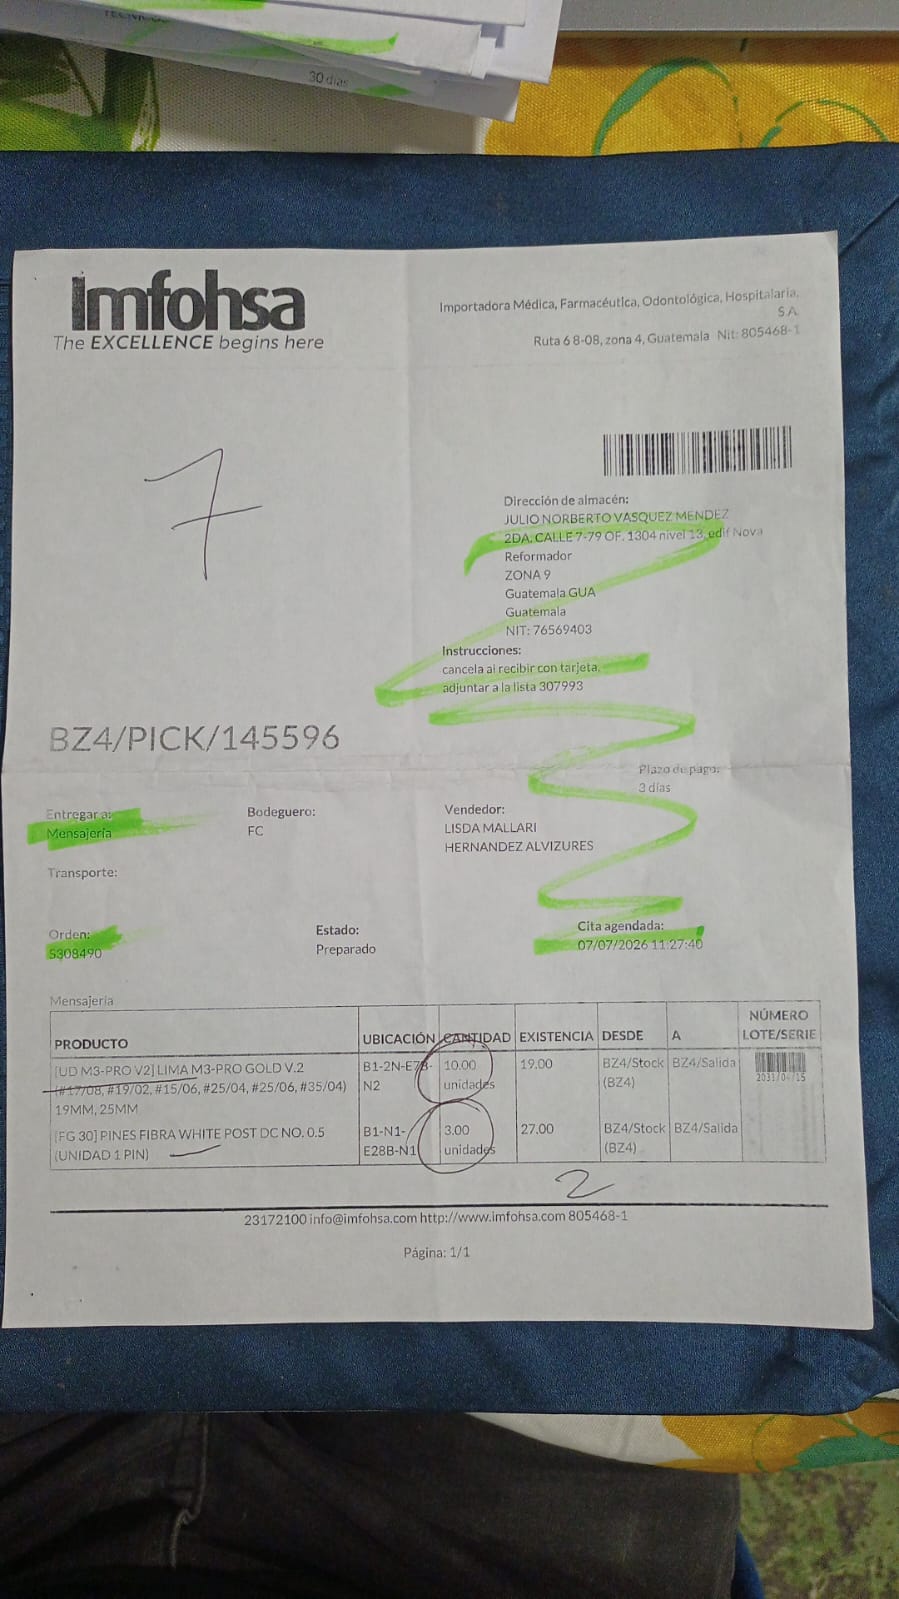 30 días
Imfohsa
The EXCELLENCE begins here
Importadora Médica, Farmacéutica, Odontológica, Hospitalaria,
S.A.
Ruta 6 8-08, zona 4, Guatemala Nit: 805468-1
7
Dirección de almacén:
JULIO NORBERTO VASQUEZ MENDEZ
2DA. CALLE 7-79 OF. 1304 nivel 13, edif Nova
Reformador
ZONA 9
Guatemala GUA
Guatemala
NIT: 76569403
Instrucciones:
cancela al recibir con tarjeta.
adjuntar a la lista 307993
BZ4/PICK/145596
Plazo de pago:
3 días
Entregar a:
Mensajería
Bodeguero:
FC
Vendedor:
LISDA MALLARI
HERNANDEZ ALVIZURES
Transporte:
Orden:
S308490
Estado:
Preparado
Cita agendada:
07/07/2026 11:27:40
Mensajería
PRODUCTO UBICACIÓN CANTIDAD EXISTENCIA DESDE A NÚMERO LOTE/SERIE
[UD M3-PRO V2] LIMA M3-PRO GOLD V.2 B1-2N-E7B- 10.00 19.00 BZ4/Stock BZ4/Salida
(#17/08, #19/02, #15/06, #25/04, #25/06, #35/04) N2 unidades (BZ4) 2031/04/15
19MM, 25MM
[FG 30] PINES FIBRA WHITE POST DC NO. 0.5 B1-N1- 3.00 27.00 BZ4/Stock BZ4/Salida
(UNIDAD 1 PIN) E28B-N1 unidades (BZ4)
2
23172100 info@imfohsa.com http://www.imfohsa.com 805468-1
Página: 1/1